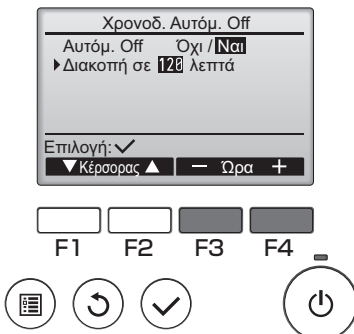 Χρονοδ. Αυτόμ. Off
Αυτόμ. Off Όχι / Ναι
Διακοπή σε 120 λεπτά
Επιλογή:
Κέρσορας − Ώρα +
F1 F2 F3 F4